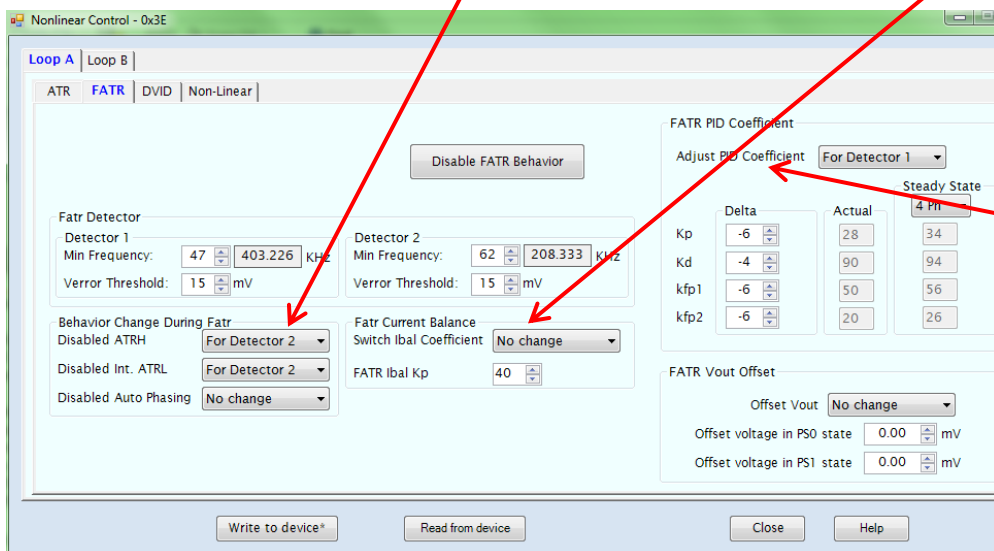 Nonlinear Control - 0x3E
Loop A Loop B
ATR FATR DVID Non-Linear
Disable FATR Behavior
Fatr Detector
Detector 1
Min Frequency: 47 403.226 KHz
Verror Threshold: 15 mV
Detector 2
Min Frequency: 62 208.333 KHz
Verror Threshold: 15 mV
Behavior Change During Fatr
Disabled ATRH For Detector 2
Disabled Int. ATRL For Detector 2
Disabled Auto Phasing No change
Fatr Current Balance
Switch Ibal Coefficient No change
FATR Ibal Kp 40
FATR PID Coefficient
Adjust PID Coefficient For Detector 1
Steady State
Delta Actual 4 Ph
Kp -6 28 34
Kd -4 90 94
kfp1 -6 50 56
kfp2 -6 20 26
FATR Vout Offset
Offset Vout No change
Offset voltage in PS0 state 0.00 mV
Offset voltage in PS1 state 0.00 mV
Write to device* Read from device Close Help